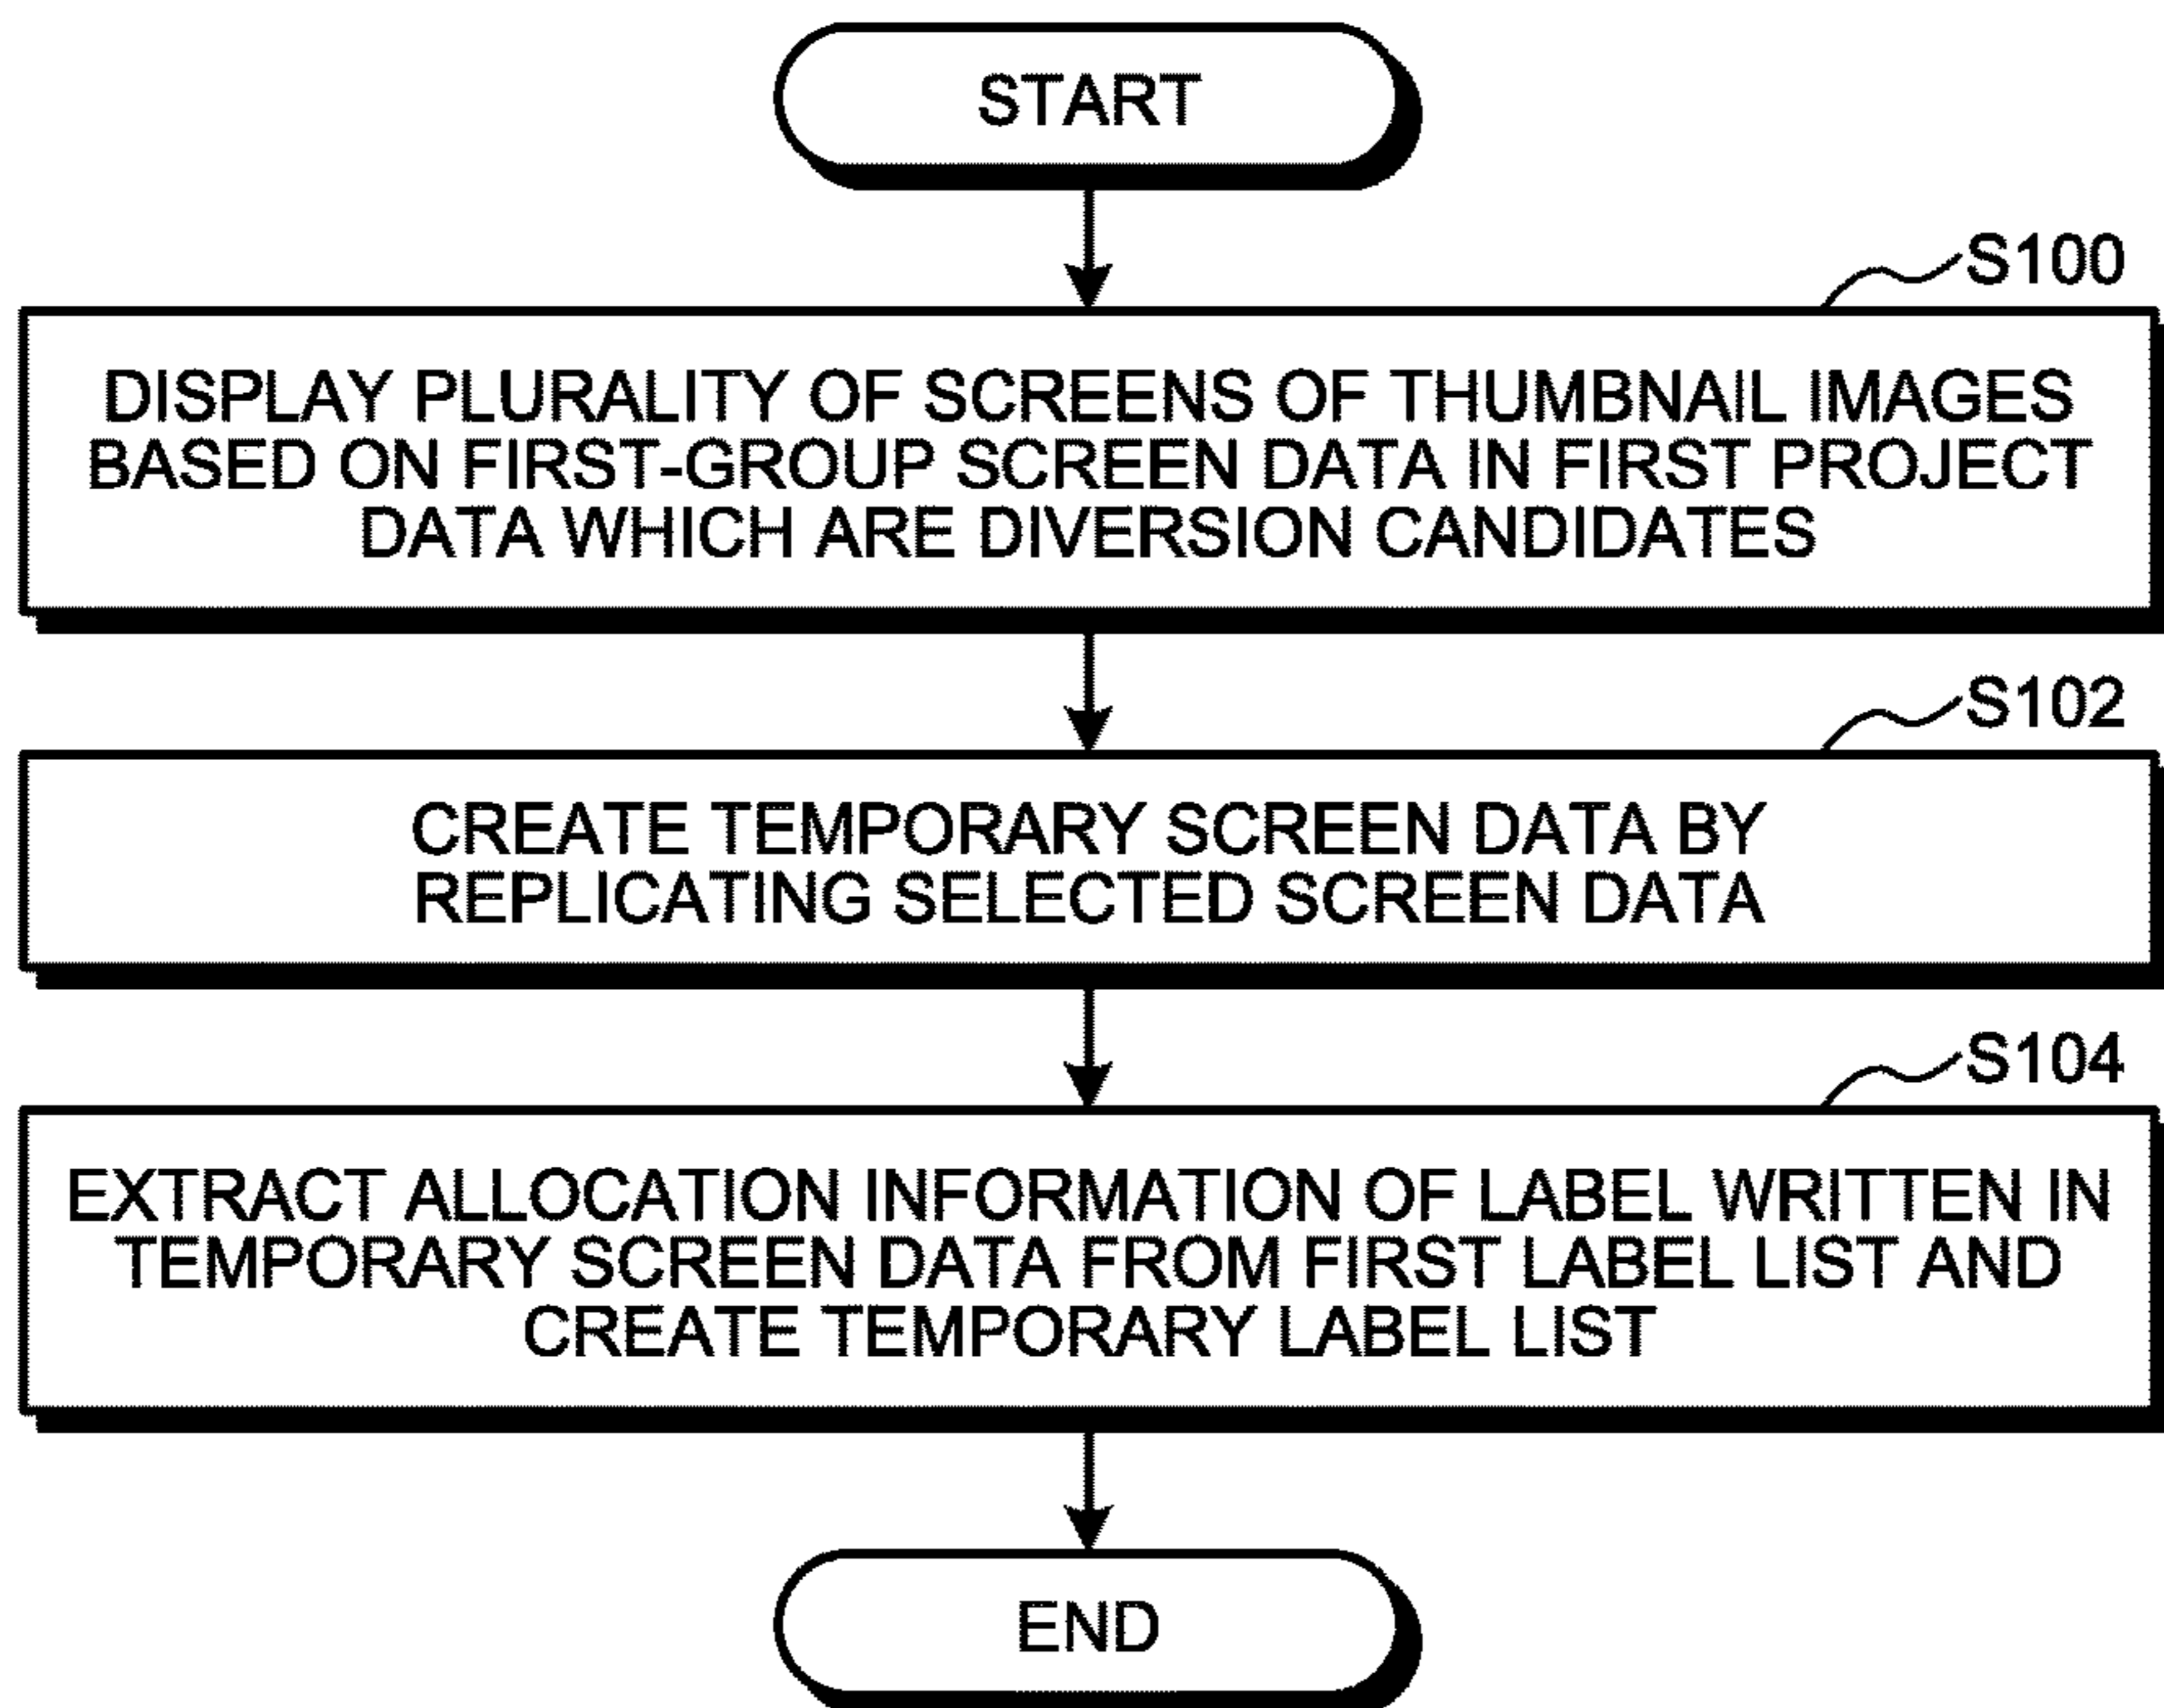 START
S100
DISPLAY PLURALITY OF SCREENS OF THUMBNAIL IMAGES
BASED ON FIRST-GROUP SCREEN DATA IN FIRST PROJECT
DATA WHICH ARE DIVERSION CANDIDATES
S102
CREATE TEMPORARY SCREEN DATA BY
REPLICATING SELECTED SCREEN DATA
S104
EXTRACT ALLOCATION INFORMATION OF LABEL WRITTEN IN
TEMPORARY SCREEN DATA FROM FIRST LABEL LIST AND
CREATE TEMPORARY LABEL LIST
END